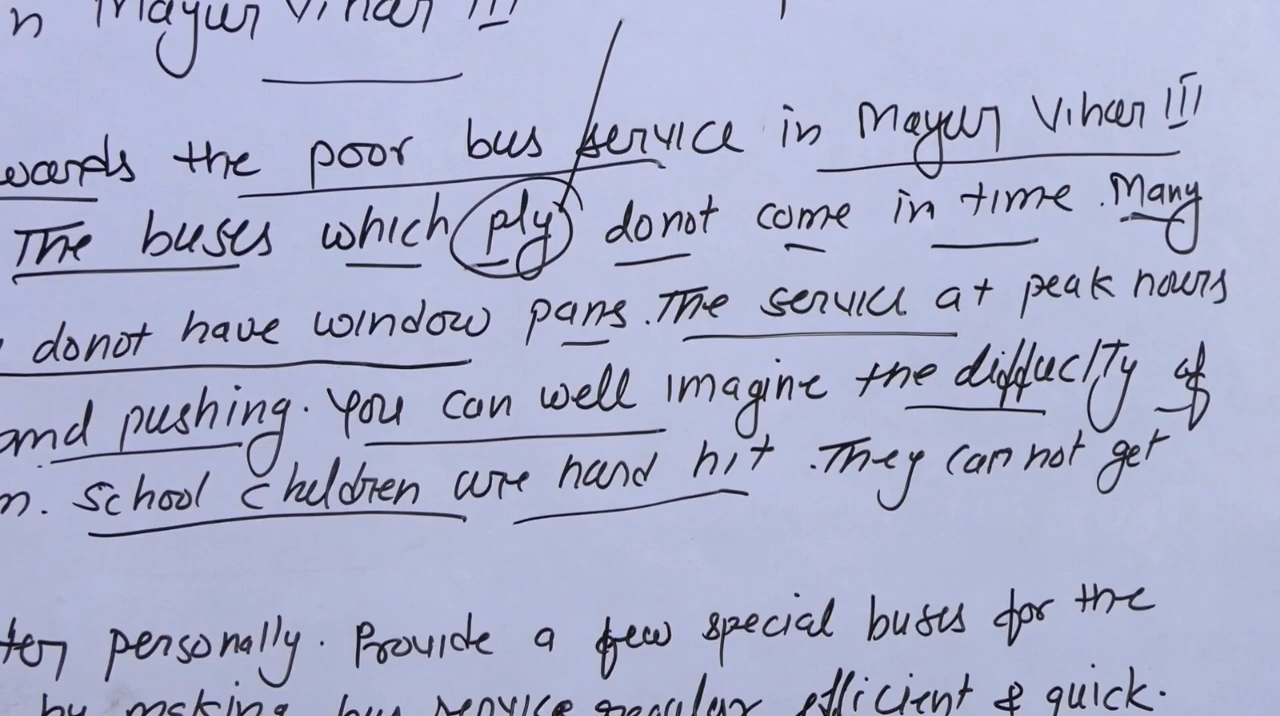 n Mayur Vihar III
wards the poor bus service in Mayur Vihar III
The buses which ply donot come in time. Many
donot have window pans. The service at peak hours
and pushing. You can well imagine the difficulty of
n. School children are hard hit. They can not get
ter personally. Provide a few special buses for the
by making bus service regular efficient & quick.